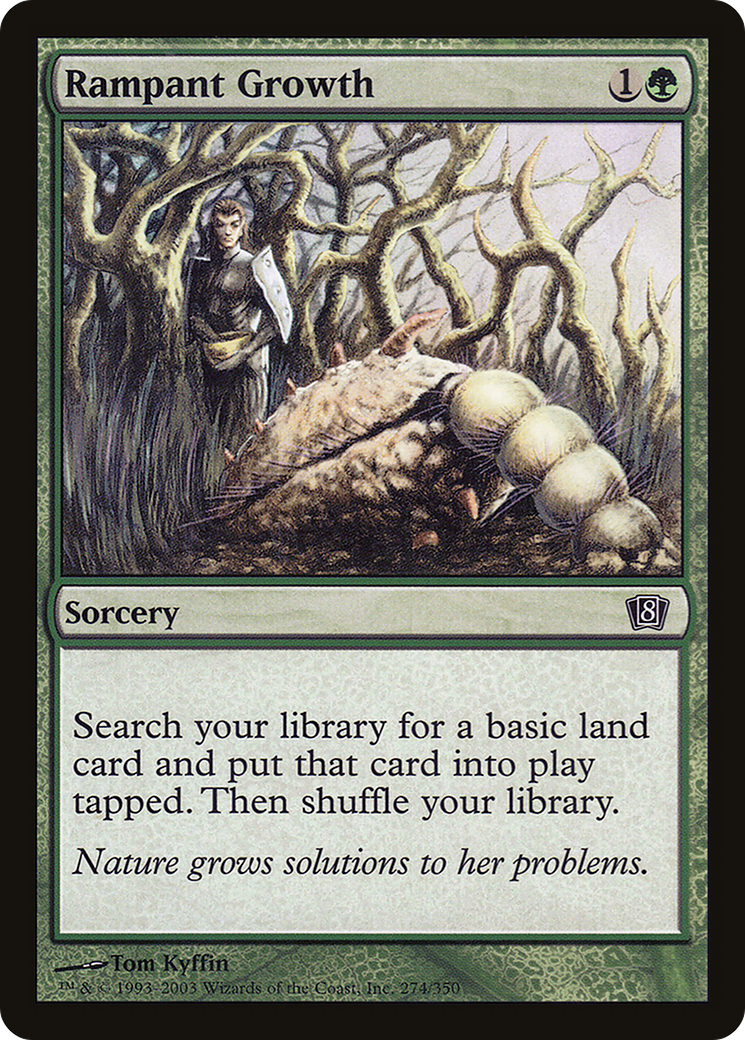 Rampant Growth 1
Sorcery 8
Search your library for a basic land
card and put that card into play
tapped. Then shuffle your library.
Nature grows solutions to her problems.
Tom Kyffin
™ & © 1993–2003 Wizards of the Coast, Inc. 274/350